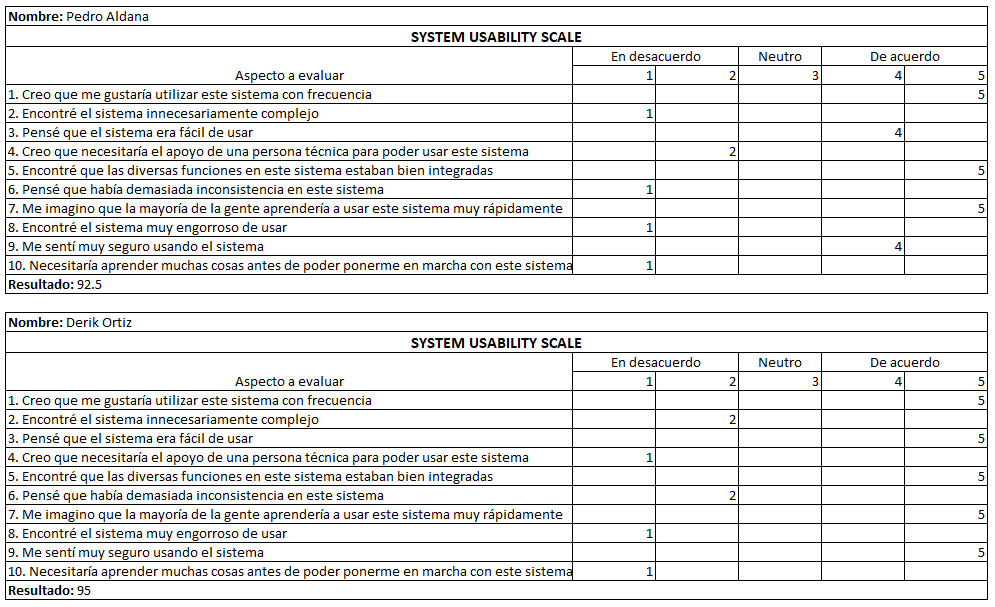 Nombre: Pedro Aldana
SYSTEM USABILITY SCALE
En desacuerdo Neutro De acuerdo
Aspecto a evaluar 1 2 3 4 5
1. Creo que me gustaría utilizar este sistema con frecuencia 5
2. Encontré el sistema innecesariamente complejo 1
3. Pensé que el sistema era fácil de usar 4
4. Creo que necesitaría el apoyo de una persona técnica para poder usar este sistema 2
5. Encontré que las diversas funciones en este sistema estaban bien integradas 5
6. Pensé que había demasiada inconsistencia en este sistema 1
7. Me imagino que la mayoría de la gente aprendería a usar este sistema muy rápidamente 5
8. Encontré el sistema muy engorroso de usar 1
9. Me sentí muy seguro usando el sistema 4
10. Necesitaría aprender muchas cosas antes de poder ponerme en marcha con este sistema 1
Resultado: 92.5
Nombre: Derik Ortiz
SYSTEM USABILITY SCALE
En desacuerdo Neutro De acuerdo
Aspecto a evaluar 1 2 3 4 5
1. Creo que me gustaría utilizar este sistema con frecuencia 5
2. Encontré el sistema innecesariamente complejo 2
3. Pensé que el sistema era fácil de usar 5
4. Creo que necesitaría el apoyo de una persona técnica para poder usar este sistema 1
5. Encontré que las diversas funciones en este sistema estaban bien integradas 5
6. Pensé que había demasiada inconsistencia en este sistema 2
7. Me imagino que la mayoría de la gente aprendería a usar este sistema muy rápidamente 5
8. Encontré el sistema muy engorroso de usar 1
9. Me sentí muy seguro usando el sistema 5
10. Necesitaría aprender muchas cosas antes de poder ponerme en marcha con este sistema 1
Resultado: 95